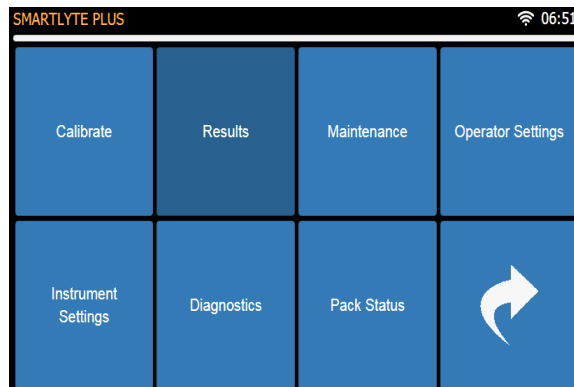 SMARTLYTE PLUS
06:51
Calibrate
Results
Maintenance
Operator Settings
Instrument
Settings
Diagnostics
Pack Status